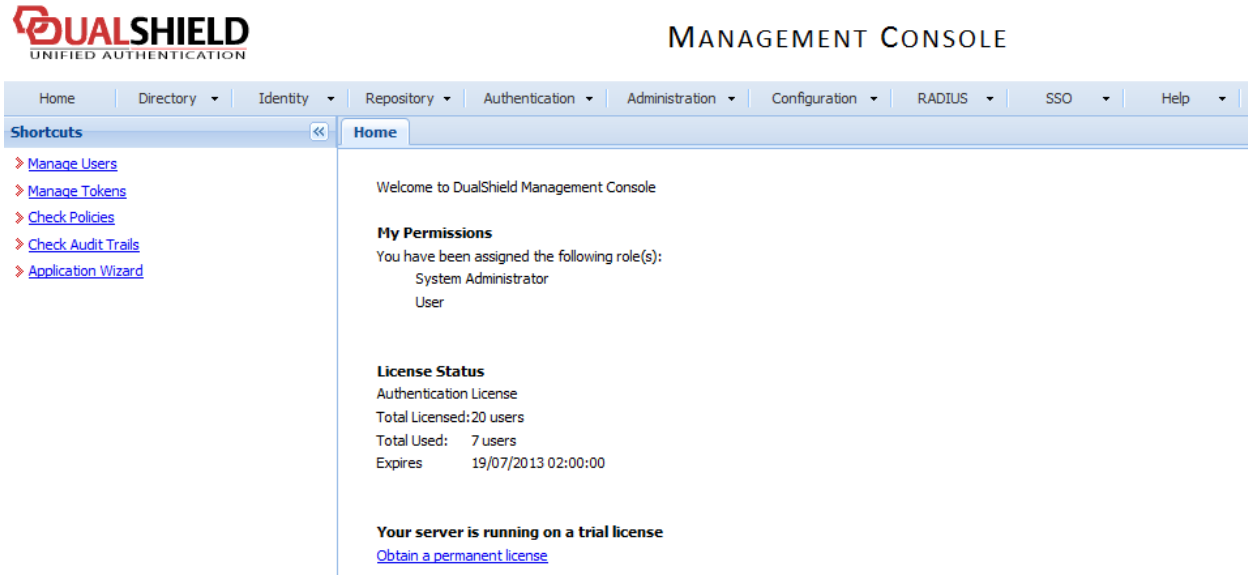 DUALSHIELD
UNIFIED AUTHENTICATION
MANAGEMENT CONSOLE
Home Directory Identity Repository Authentication Administration Configuration RADIUS SSO Help
Shortcuts
Manage Users
Manage Tokens
Check Policies
Check Audit Trails
Application Wizard
Home
Welcome to DualShield Management Console
My Permissions
You have been assigned the following role(s):
System Administrator
User
License Status
Authentication License
Total Licensed: 20 users
Total Used: 7 users
Expires 19/07/2013 02:00:00
Your server is running on a trial license
Obtain a permanent license